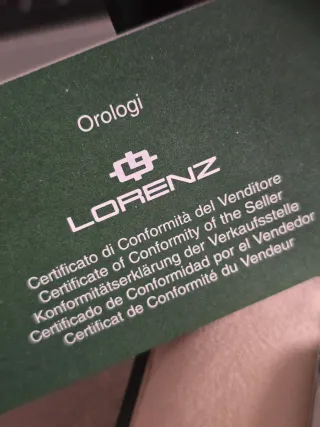 Orologi
LORENZ
Certificato di Conformità del Venditore
Certificate of Conformity of the Seller
Konformitätserklärung der Verkaufsstelle
Certificado de Conformidad por el Vendedor
Certificat de Conformité du Vendeur